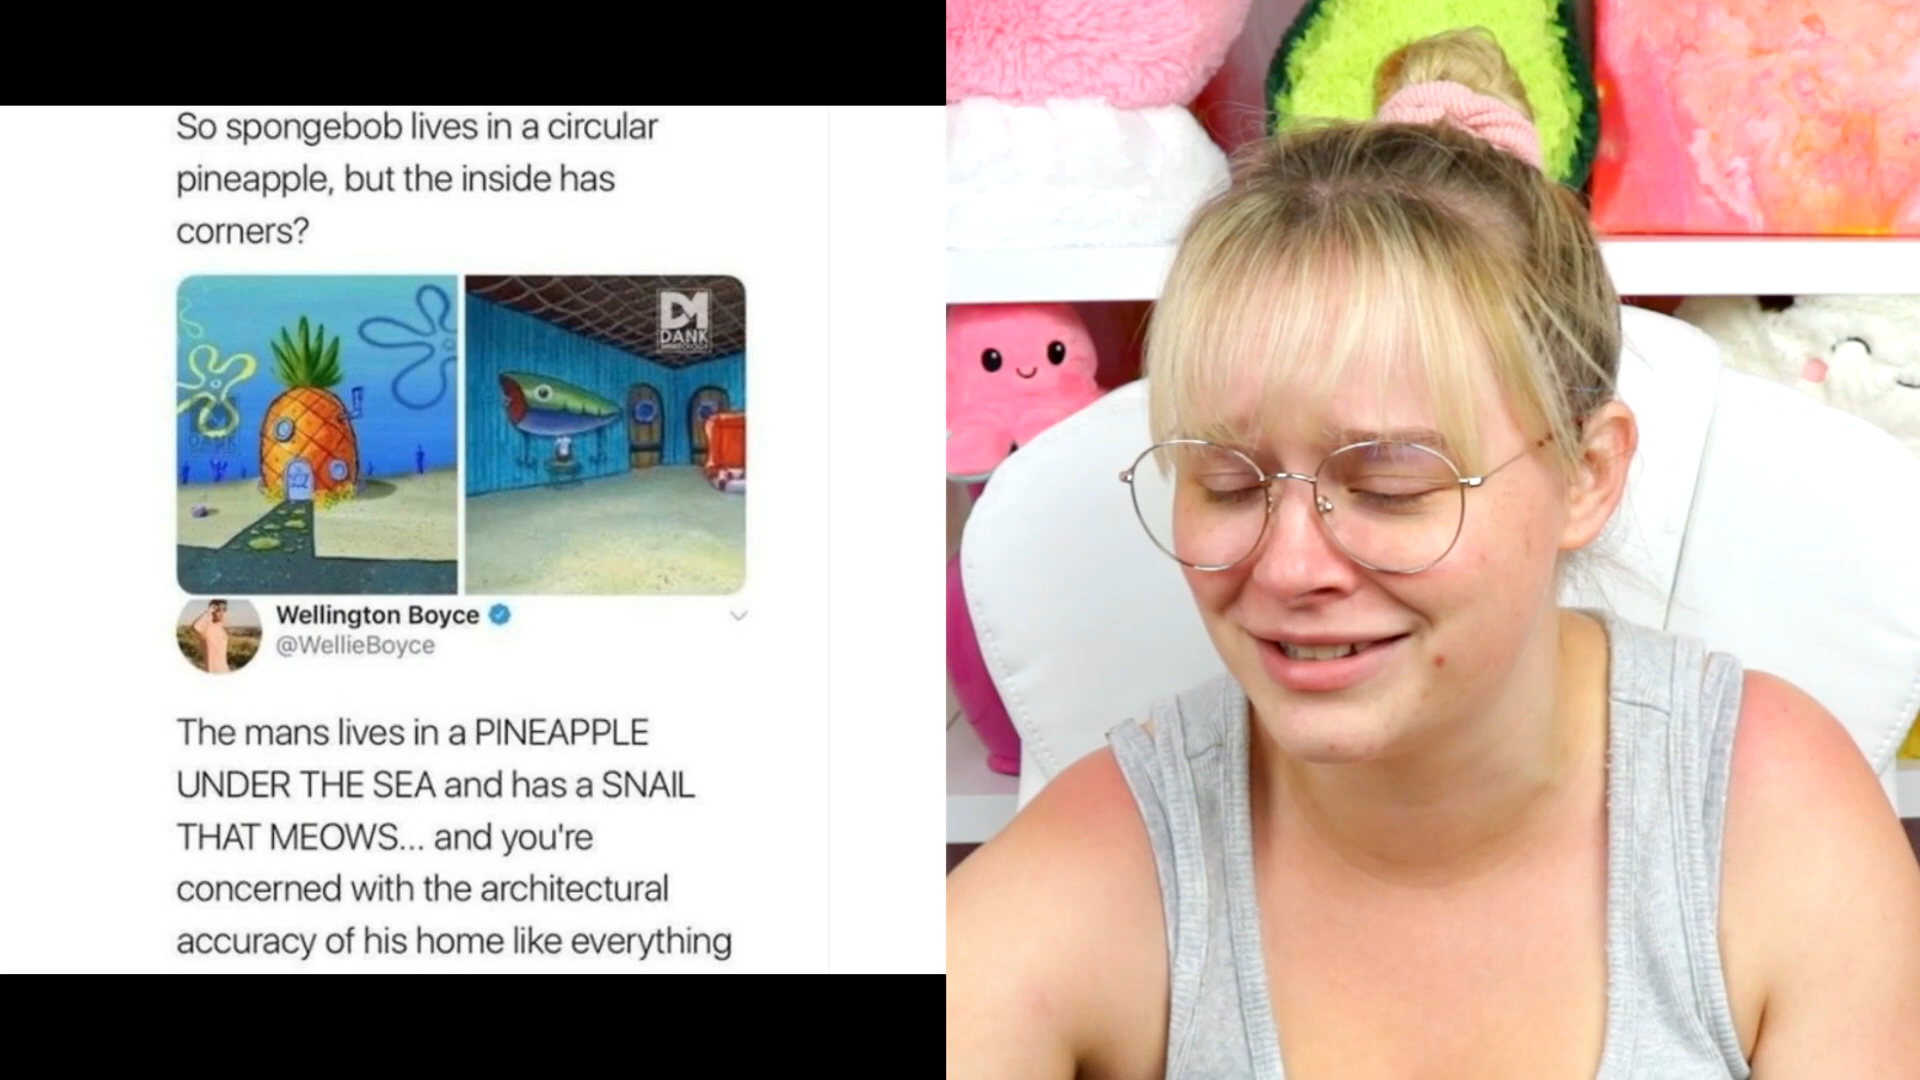 So spongebob lives in a circular
pineapple, but the inside has
corners?
DM
DANK
Wellington Boyce
@WellieBoyce
The mans lives in a PINEAPPLE
UNDER THE SEA and has a SNAIL
THAT MEOWS... and you're
concerned with the architectural
accuracy of his home like everything